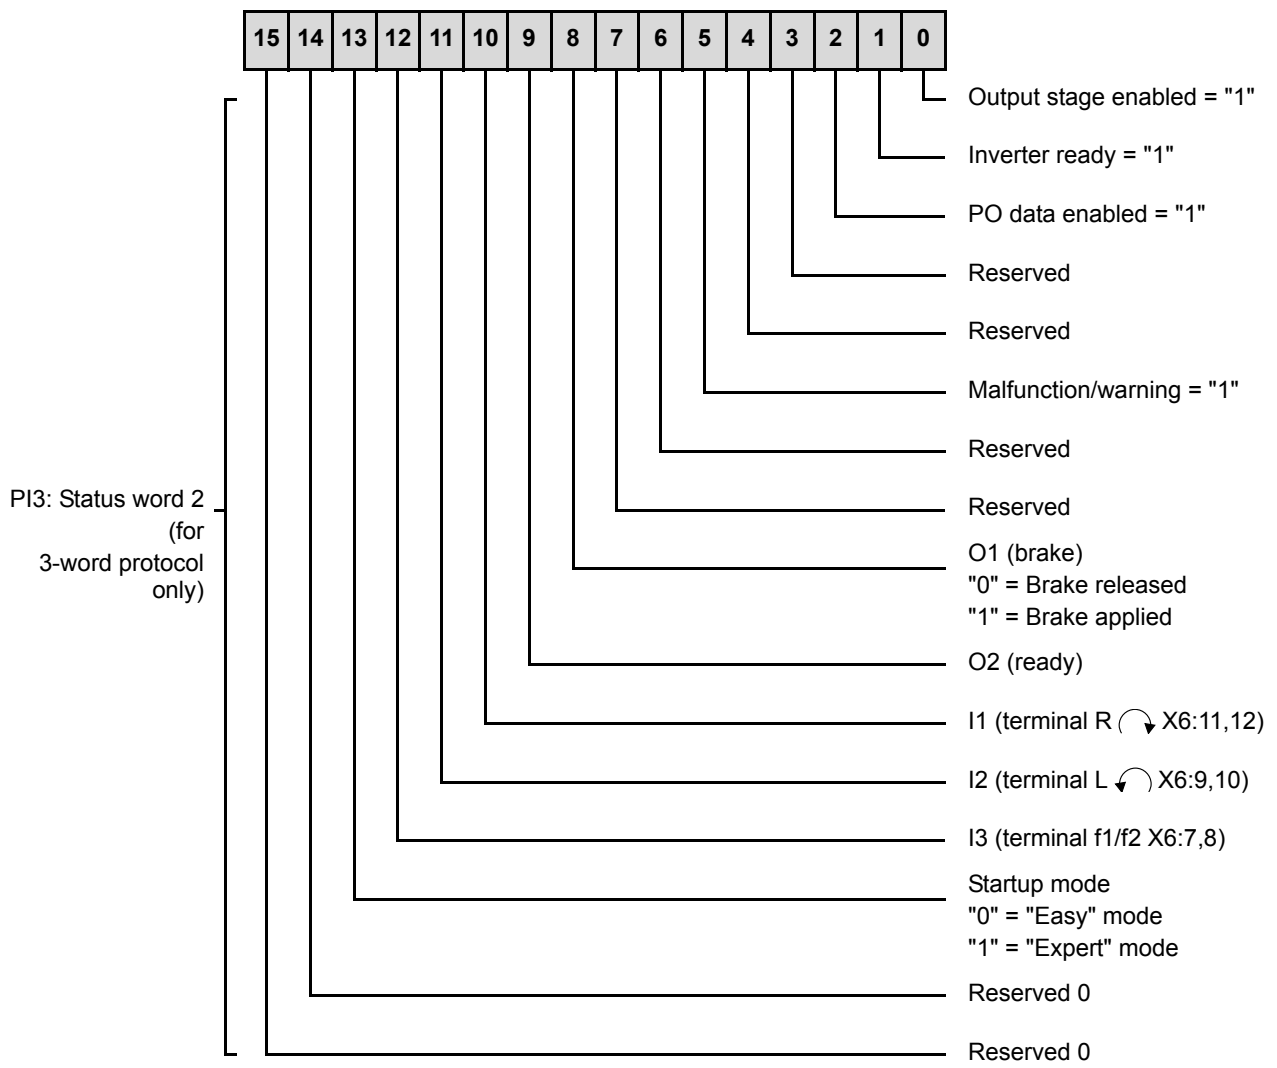 15 14 13 12 11 10 9 8 7 6 5 4 3 2 1 0
Output stage enabled = "1"
Inverter ready = "1"
PO data enabled = "1"
Reserved
Reserved
Malfunction/warning = "1"
Reserved
Reserved
PI3: Status word 2
(for
3-word protocol
only)
O1 (brake)
"0" = Brake released
"1" = Brake applied
O2 (ready)
I1 (terminal R X6:11,12)
I2 (terminal L X6:9,10)
I3 (terminal f1/f2 X6:7,8)
Startup mode
"0" = "Easy" mode
"1" = "Expert" mode
Reserved 0
Reserved 0